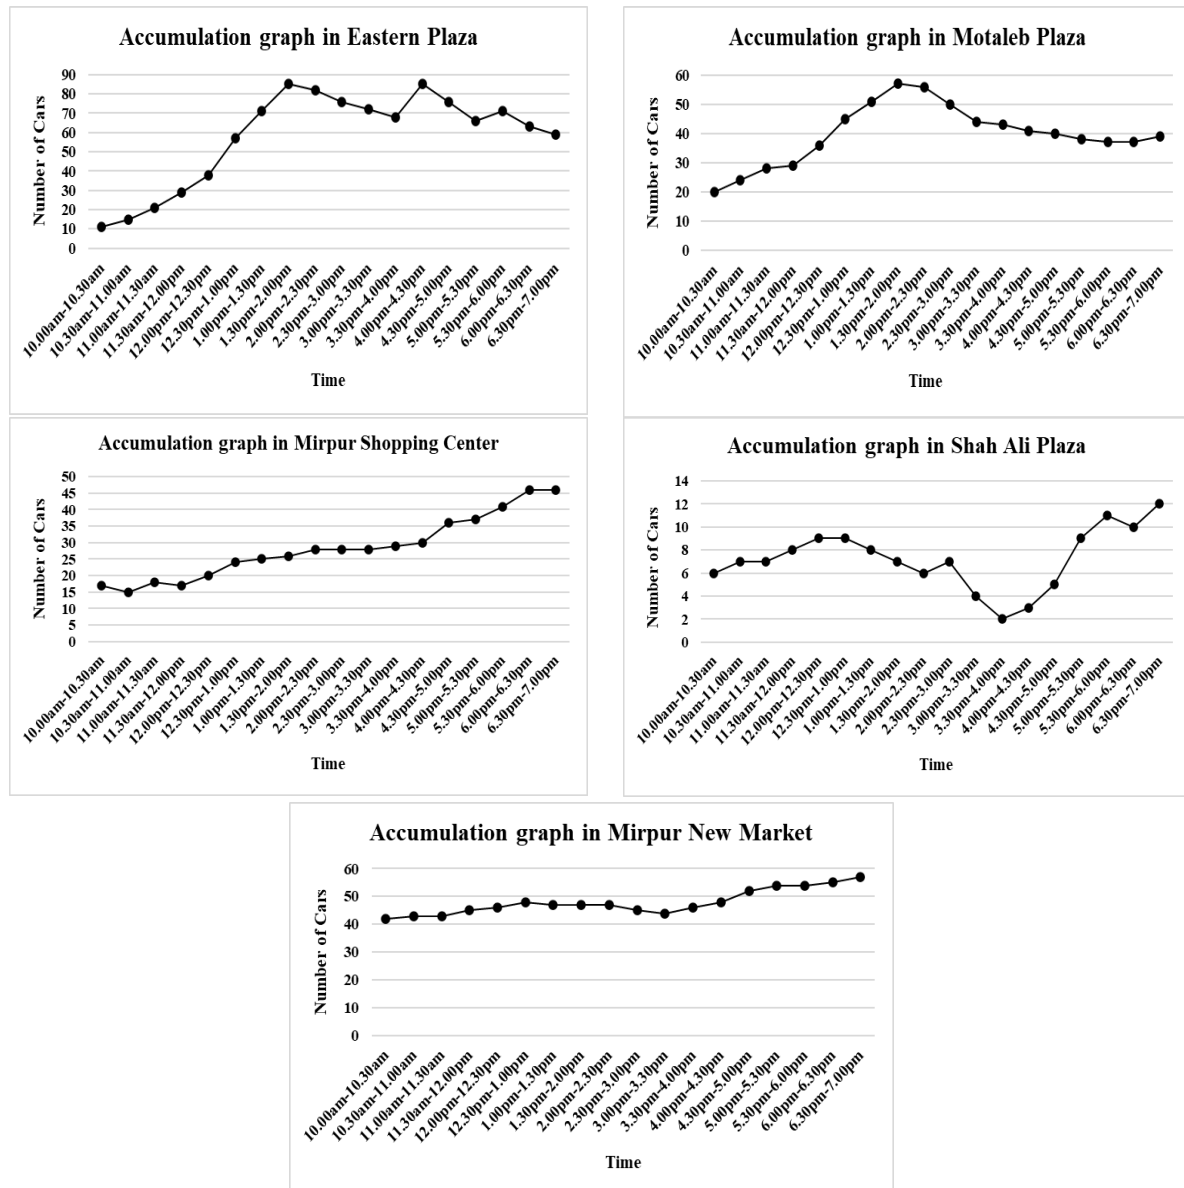 Accumulation graph in Eastern Plaza
Number of Cars
90
80
70
60
50
40
30
20
10
0
10.00am-10.30am
10.30am-11.00am
11.00am-11.30am
11.30am-12.00pm
12.00pm-12.30pm
12.30pm-1.00pm
1.00pm-1.30pm
1.30pm-2.00pm
2.00pm-2.30pm
2.30pm-3.00pm
3.00pm-3.30pm
3.30pm-4.00pm
4.00pm-4.30pm
4.30pm-5.00pm
5.00pm-5.30pm
5.30pm-6.00pm
6.00pm-6.30pm
6.30pm-7.00pm
Time
Accumulation graph in Motaleb Plaza
Number of Cars
60
50
40
30
20
10
0
10.00am-10.30am
10.30am-11.00am
11.00am-11.30am
11.30am-12.00pm
12.00pm-12.30pm
12.30pm-1.00pm
1.00pm-1.30pm
1.30pm-2.00pm
2.00pm-2.30pm
2.30pm-3.00pm
3.00pm-3.30pm
3.30pm-4.00pm
4.00pm-4.30pm
4.30pm-5.00pm
5.00pm-5.30pm
5.30pm-6.00pm
6.00pm-6.30pm
6.30pm-7.00pm
Time
Accumulation graph in Mirpur Shopping Center
Number of Cars
50
45
40
35
30
25
20
15
10
5
0
10.00am-10.30am
10.30am-11.00am
11.00am-11.30am
11.30am-12.00pm
12.00pm-12.30pm
12.30pm-1.00pm
1.00pm-1.30pm
1.30pm-2.00pm
2.00pm-2.30pm
2.30pm-3.00pm
3.00pm-3.30pm
3.30pm-4.00pm
4.00pm-4.30pm
4.30pm-5.00pm
5.00pm-5.30pm
5.30pm-6.00pm
6.00pm-6.30pm
6.30pm-7.00pm
Time
Accumulation graph in Shah Ali Plaza
Number of Cars
14
12
10
8
6
4
2
0
10.00am-10.30am
10.30am-11.00am
11.00am-11.30am
11.30am-12.00pm
12.00pm-12.30pm
12.30pm-1.00pm
1.00pm-1.30pm
1.30pm-2.00pm
2.00pm-2.30pm
2.30pm-3.00pm
3.00pm-3.30pm
3.30pm-4.00pm
4.00pm-4.30pm
4.30pm-5.00pm
5.00pm-5.30pm
5.30pm-6.00pm
6.00pm-6.30pm
6.30pm-7.00pm
Time
Accumulation graph in Mirpur New Market
Number of Cars
60
50
40
30
20
10
0
10.00am-10.30am
10.30am-11.00am
11.00am-11.30am
11.30am-12.00pm
12.00pm-12.30pm
12.30pm-1.00pm
1.00pm-1.30pm
1.30pm-2.00pm
2.00pm-2.30pm
2.30pm-3.00pm
3.00pm-3.30pm
3.30pm-4.00pm
4.00pm-4.30pm
4.30pm-5.00pm
5.00pm-5.30pm
5.30pm-6.00pm
6.00pm-6.30pm
6.30pm-7.00pm
Time